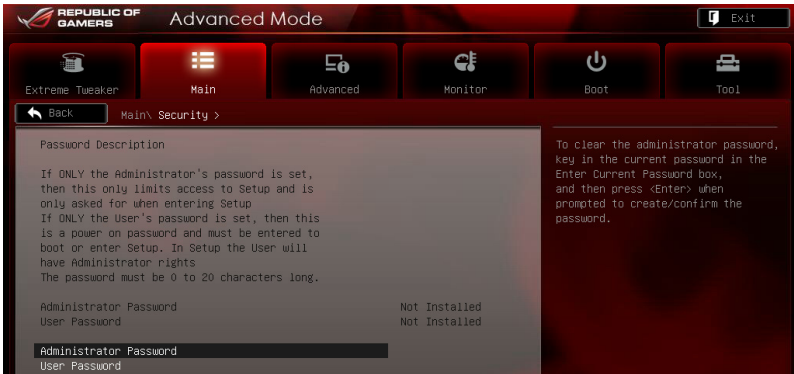 REPUBLIC OF
GAMERS
Advanced Mode
Exit
Extreme Tweaker
Main
Advanced
Monitor
Boot
Tool
Back
Main\ Security >
Password Description
If ONLY the Administrator's password is set,
then this only limits access to Setup and is
only asked for when entering Setup
If ONLY the User's password is set, then this
is a power on password and must be entered to
boot or enter Setup. In Setup the User will
have Administrator rights
The password must be 0 to 20 characters long.
Administrator Password Not Installed
User Password Not Installed
Administrator Password
User Password
To clear the administrator password,
key in the current password in the
Enter Current Password box,
and then press <Enter> when
prompted to create/confirm the
password.